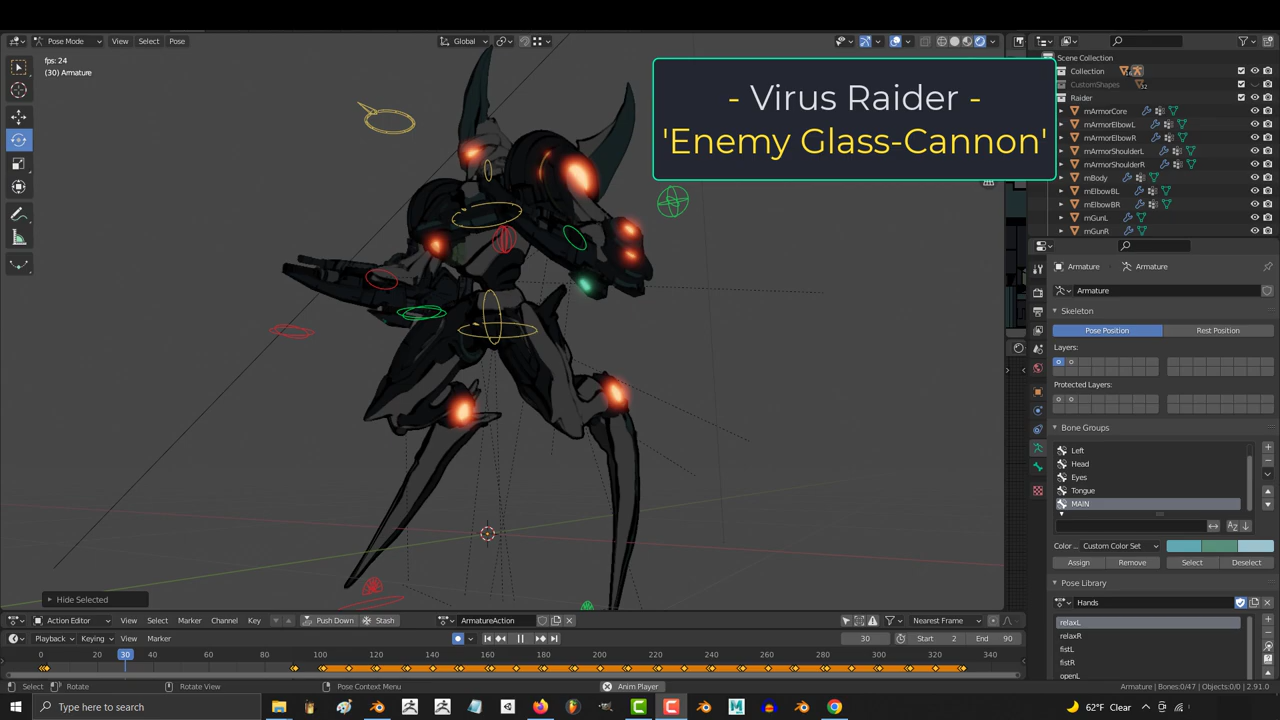 Pose Mode
View
Select
Pose
Global
fps: 24
(30) Armature
- Virus Raider -
'Enemy Glass-Cannon'
Scene Collection
Collection
CustomShapes
32
Raider
mArmorCore
mArmorElbowL
mArmorElbowR
mArmorShoulderL
mArmorShoulderR
mBody
mElbowBL
mElbowBR
mGunL
mGunR
Armature
Armature
Armature
Skeleton
Pose Position
Rest Position
Layers:
Protected Layers:
Bone Groups
Left
Head
Eyes
Tongue
MAIN
Color ...
Custom Color Set
Assign
Remove
Select
Deselect
Pose Library
Hands
relaxL
relaxR
fistL
fistR
openL
Hide Selected
Action Editor
View
Select
Marker
Channel
Key
Push Down
Stash
ArmatureAction
Nearest Frame
Playback
Keying
View
Marker
30
Start
2
End
90
0
20
30
40
60
80
100
120
140
160
180
200
220
240
260
280
300
320
340
Select
Rotate
Rotate View
Pose Context Menu
Anim Player
Armature | Bones:0/47 | Objects:0/0 | 2.91.0
Type here to search
62°F Clear